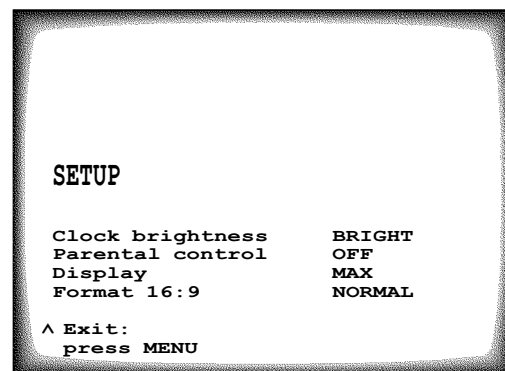 SETUP
Clock brightness BRIGHT
Parental control OFF
Display MAX
Format 16:9 NORMAL
^ Exit:
press MENU